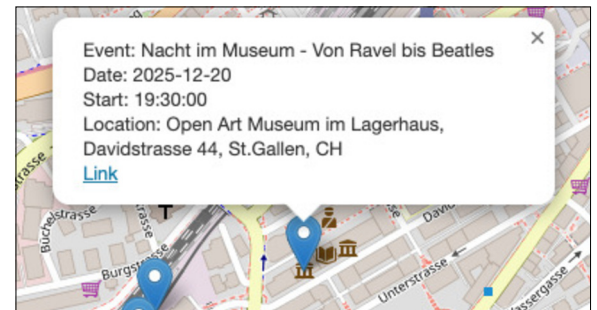 Event: Nacht im Museum - Von Ravel bis Beatles
Date: 2025-12-20
Start: 19:30:00
Location: Open Art Museum im Lagerhaus,
Davidstrasse 44, St.Gallen, CH
Link
Büchelstrasse
Burgstrasse
Unterstrasse